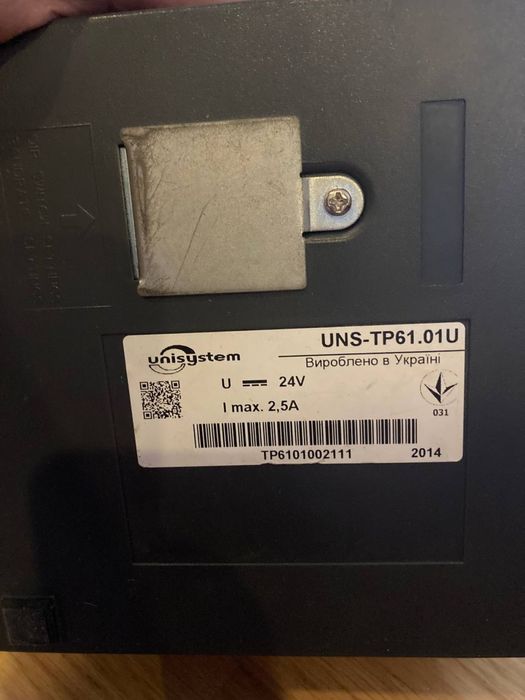 unisystem
UNS-TP61.01U
Вироблено в Україні
U 24V
I max. 2,5A
031
TP6101002111
2014